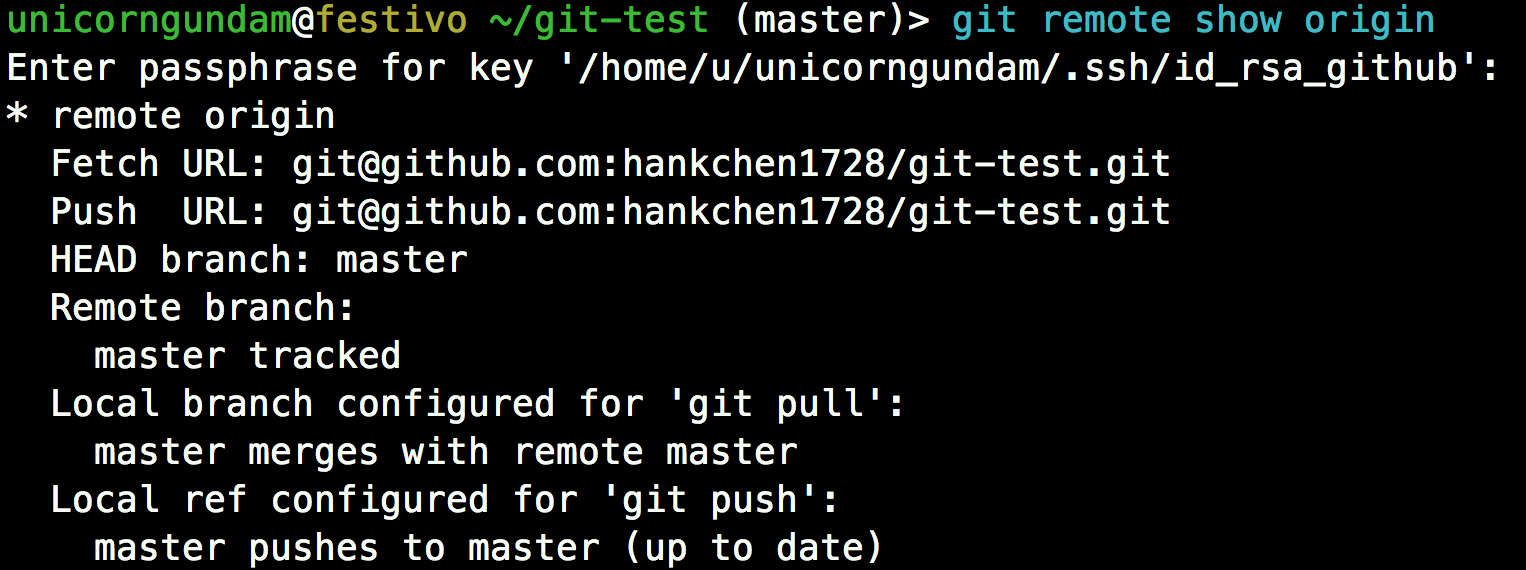 unicorngundam@festivo ~/git-test (master)> git remote show origin
Enter passphrase for key '/home/u/unicorngundam/.ssh/id_rsa_github':
* remote origin
  Fetch URL: git@github.com:hankchen1728/git-test.git
  Push  URL: git@github.com:hankchen1728/git-test.git
  HEAD branch: master
  Remote branch:
    master tracked
  Local branch configured for 'git pull':
    master merges with remote master
  Local ref configured for 'git push':
    master pushes to master (up to date)